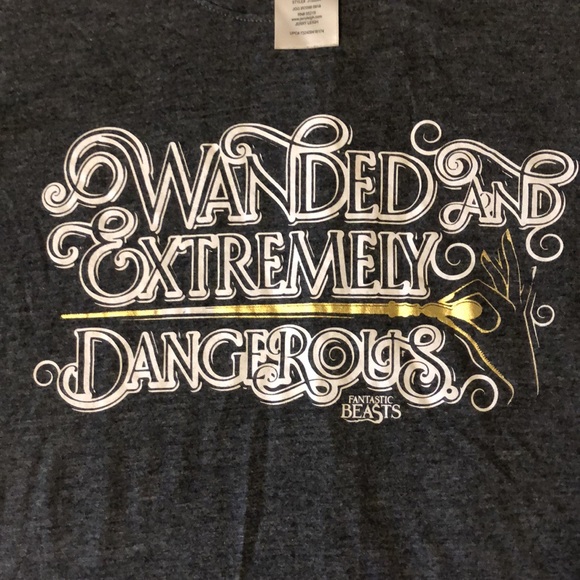 WANDED AND
EXTREMELY
DANGEROUS.
FANTASTIC
BEASTS